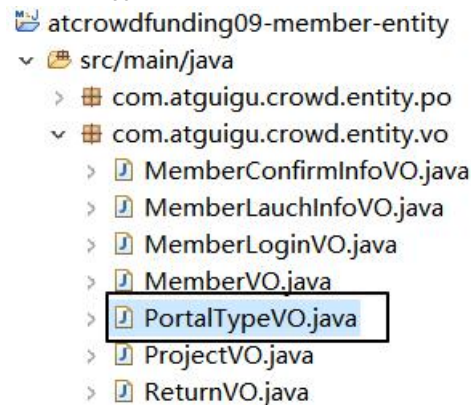 atcrowdfunding09-member-entity
src/main/java
com.atguigu.crowd.entity.po
com.atguigu.crowd.entity.vo
MemberConfirmInfoVO.java
MemberLauchInfoVO.java
MemberLoginVO.java
MemberVO.java
PortalTypeVO.java
ProjectVO.java
ReturnVO.java